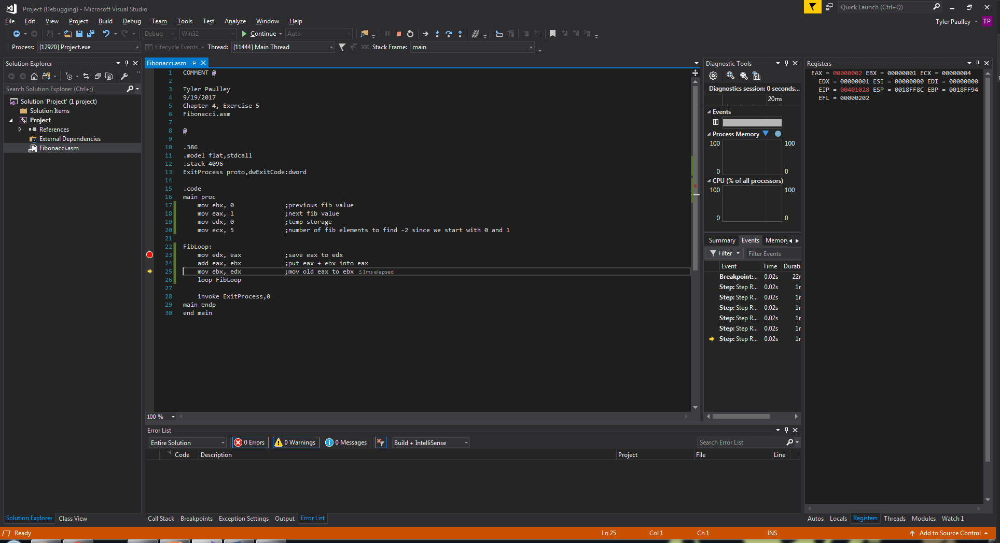 Project (Debugging) - Microsoft Visual Studio
Quick Launch (Ctrl+Q)
File Edit View Project Build Debug Team Tools Test Analyze Window Help
Tyler Paulley TP
Debug Win32 Continue Auto
Process: [12920] Project.exe Lifecycle Events Thread: [11444] Main Thread Stack Frame: main
Solution Explorer
Search Solution Explorer (Ctrl+;)
Solution 'Project' (1 project)
Solution Items
Project
References
External Dependencies
Fibonacci.asm
Solution Explorer Class View
Fibonacci.asm
1 COMMENT @
2
3 Tyler Paulley
4 9/19/2017
5 Chapter 4, Exercise 5
6 Fibonacci.asm
7
8 @
9
10 .386
11 .model flat,stdcall
12 .stack 4096
13 ExitProcess proto,dwExitCode:dword
14
15 .code
16 main proc
17 mov ebx, 0 ;previous fib value
18 mov eax, 1 ;next fib value
19 mov edx, 0 ;temp storage
20 mov ecx, 5 ;number of fib elements to find -2 since we start with 0 and 1
21
22 FibLoop:
23 mov edx, eax ;save eax to edx
24 add eax, ebx ;put eax + ebx into eax
25 mov ebx, edx ;mov old eax to ebx ≤1ms elapsed
26 loop FibLoop
27
28 invoke ExitProcess,0
29 main endp
30 end main
100 %
Diagnostic Tools
Diagnostics session: 0 seconds...
20ms
Events
Process Memory
100 100
0 0
CPU (% of all processors)
100 100
0 0
Summary Events Memory
Filter Filter Events
Event Time Durati
Breakpoint:... 0.02s 22r
Step: Step R... 0.02s 1r
Step: Step R... 0.02s 1r
Step: Step R... 0.02s 1r
Step: Step R... 0.02s 1r
Step: Step R... 0.02s 1r
Step: Step R... 0.02s 1r
Registers
EAX = 00000002 EBX = 00000001 ECX = 00000004
EDX = 00000001 ESI = 00000000 EDI = 00000000
EIP = 00401028 ESP = 0018FF8C EBP = 0018FF94
EFL = 00000202
Error List
Entire Solution 0 Errors 0 Warnings 0 Messages Build + IntelliSense Search Error List
Code Description Project File Line
Call Stack Breakpoints Exception Settings Output Error List
Autos Locals Registers Threads Modules Watch 1
Ready Ln 25 Col 1 Ch 1 INS Add to Source Control